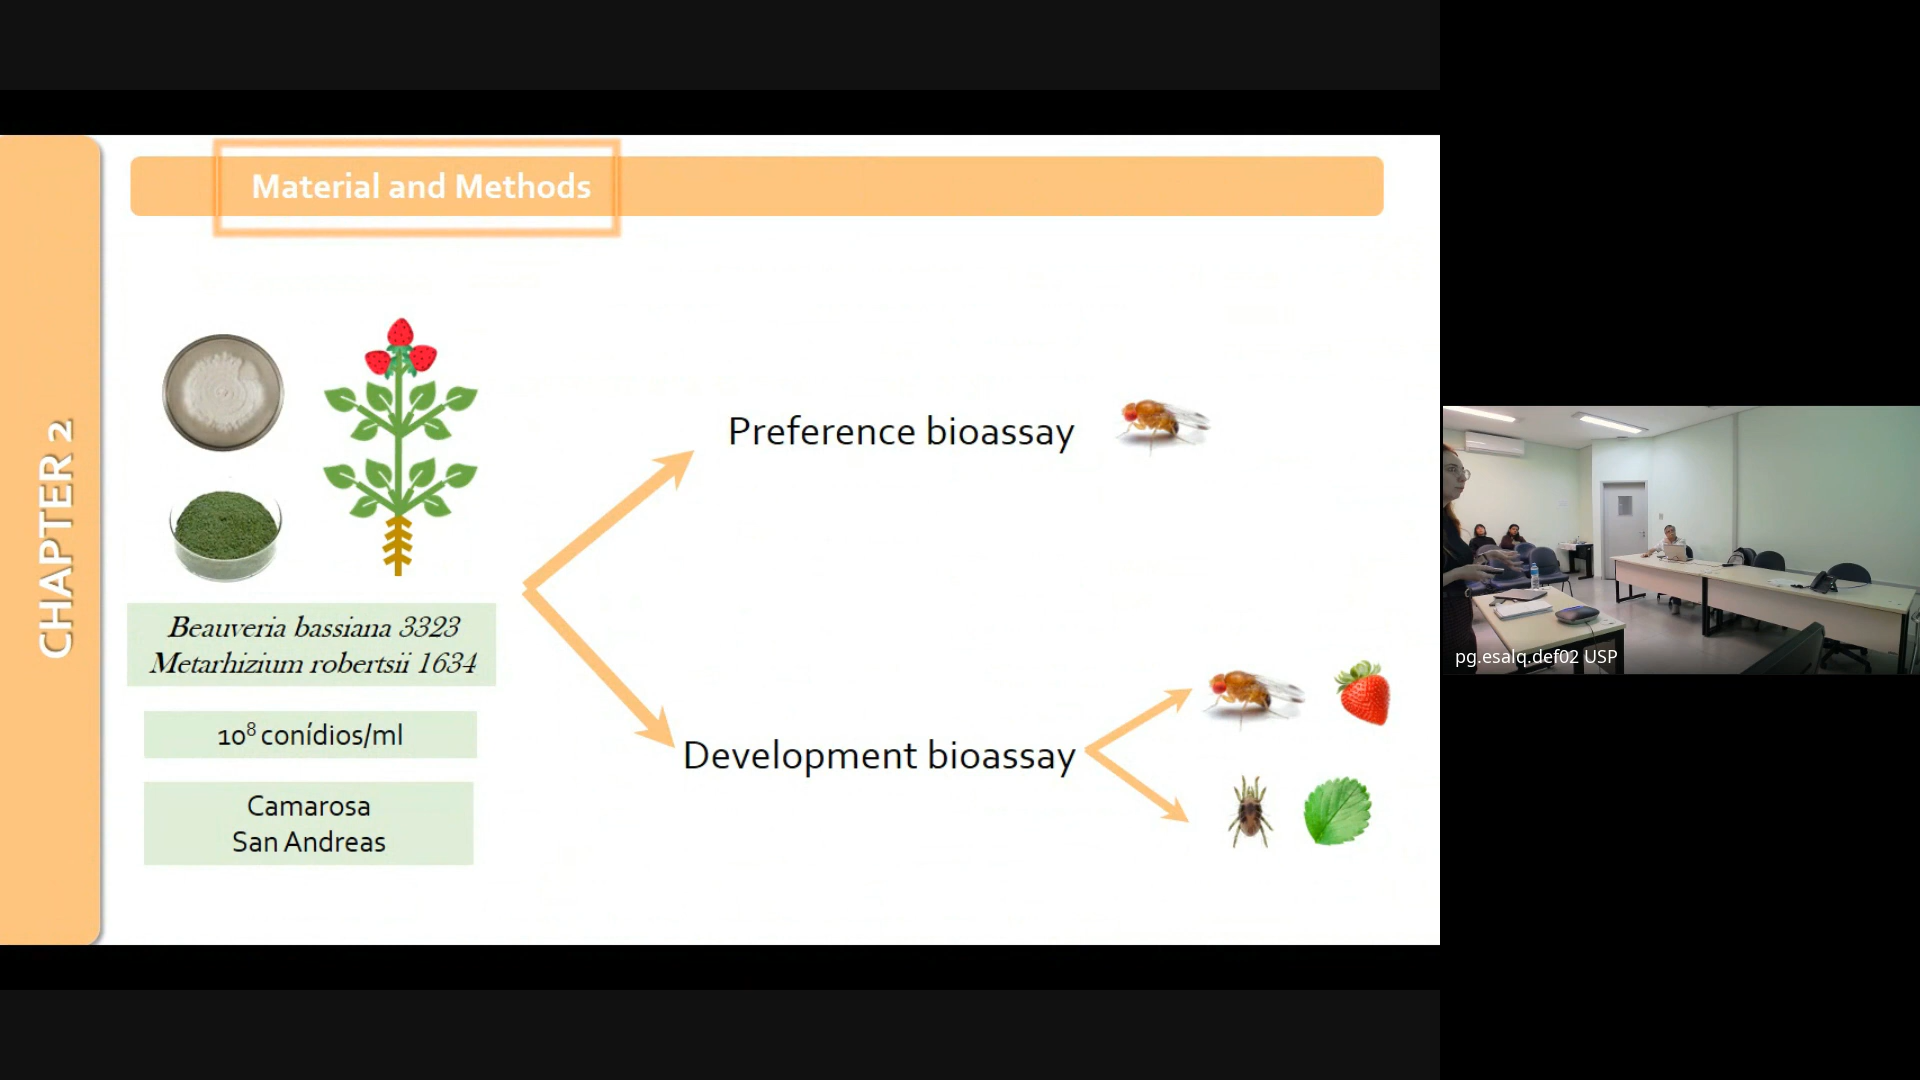 Material and Methods
CHAPTER 2
Preference bioassay
Beauveria bassiana 3323
Metarhizium robertsii 1634
10⁸ conídios/ml
Camarosa
San Andreas
Development bioassay
pg.esalq.def02 USP